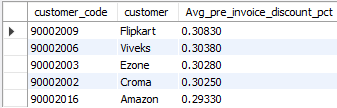 customer_code customer Avg_pre_invoice_discount_pct
90002009 Flipkart 0.30830
90002006 Viveks 0.30380
90002003 Ezone 0.30280
90002002 Croma 0.30250
90002016 Amazon 0.29330